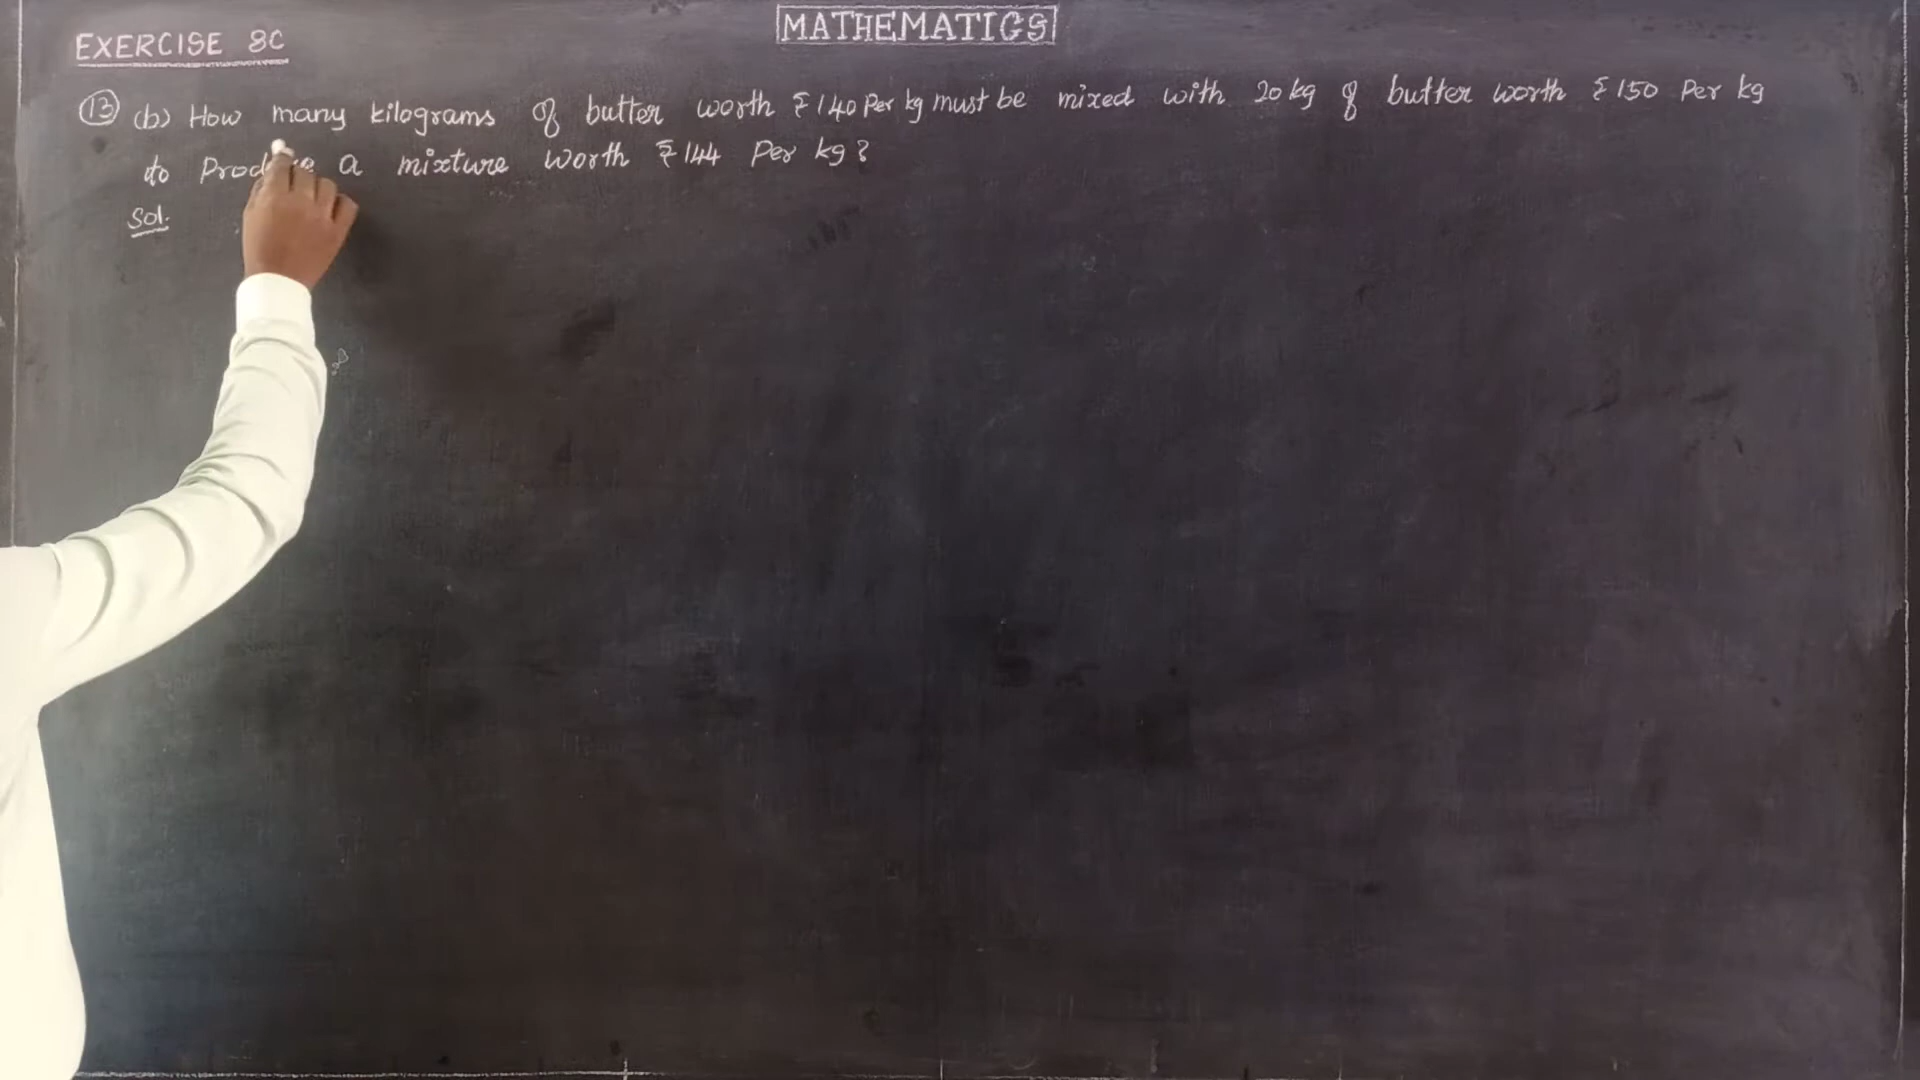 MATHEMATICS
EXERCISE 8C
13 (b) How many kilograms of butter worth ₹140 Per kg must be mixed with 20 kg of butter worth ₹150 Per kg
to a mixture worth ₹144 Per kg?
Sol.